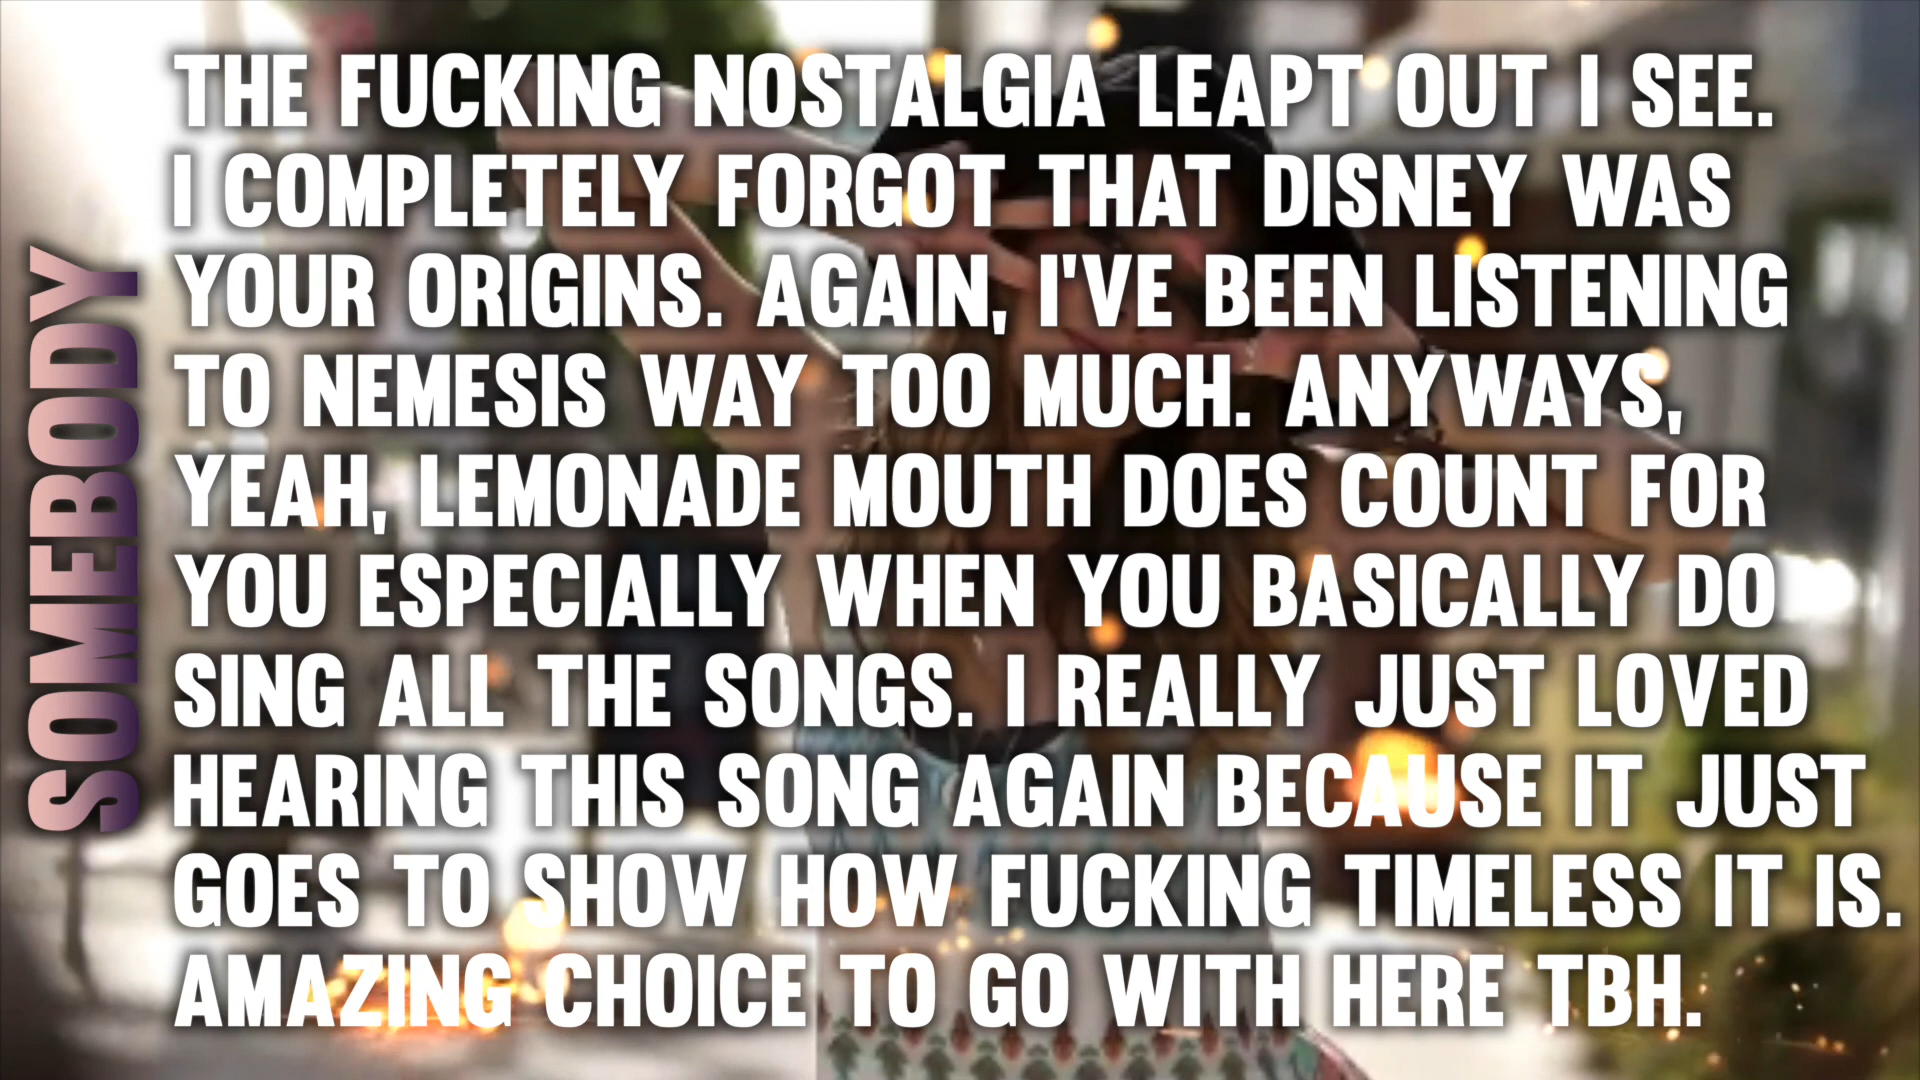 SOMEBODY
THE FUCKING NOSTALGIA LEAPT OUT I SEE.
I COMPLETELY FORGOT THAT DISNEY WAS
YOUR ORIGINS. AGAIN, I'VE BEEN LISTENING
TO NEMESIS WAY TOO MUCH. ANYWAYS,
YEAH, LEMONADE MOUTH DOES COUNT FOR
YOU ESPECIALLY WHEN YOU BASICALLY DO
SING ALL THE SONGS. I REALLY JUST LOVED
HEARING THIS SONG AGAIN BECAUSE IT JUST
GOES TO SHOW HOW FUCKING TIMELESS IT IS.
AMAZING CHOICE TO GO WITH HERE TBH.